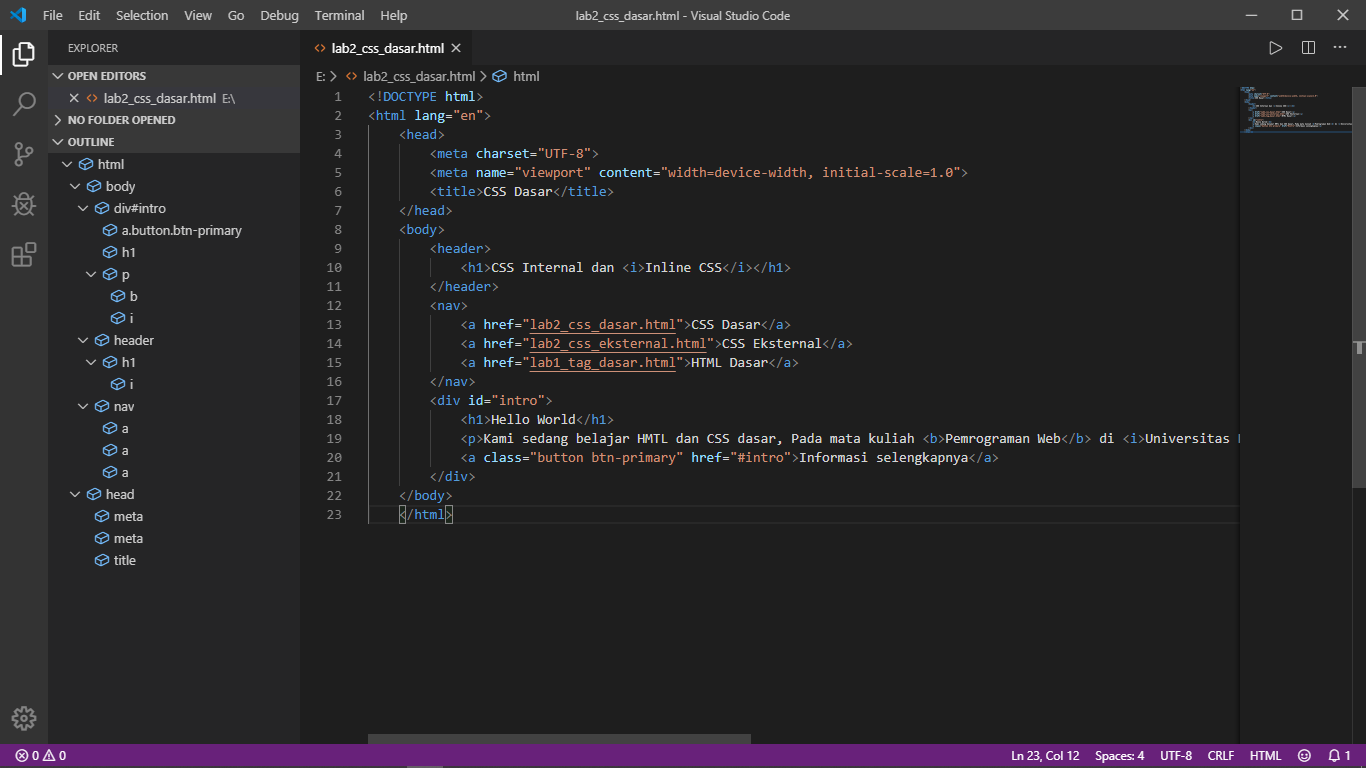 File Edit Selection View Go Debug Terminal Help lab2_css_dasar.html - Visual Studio Code
EXPLORER
OPEN EDITORS
lab2_css_dasar.html E:\
NO FOLDER OPENED
OUTLINE
html
body
div#intro
a.button.btn-primary
h1
p
b
i
header
h1
i
nav
a
a
a
head
meta
meta
title
lab2_css_dasar.html
E: > lab2_css_dasar.html > html
1 <!DOCTYPE html>
2 <html lang="en">
3 <head>
4 <meta charset="UTF-8">
5 <meta name="viewport" content="width=device-width, initial-scale=1.0">
6 <title>CSS Dasar</title>
7 </head>
8 <body>
9 <header>
10 <h1>CSS Internal dan <i>Inline CSS</i></h1>
11 </header>
12 <nav>
13 <a href="lab2_css_dasar.html">CSS Dasar</a>
14 <a href="lab2_css_eksternal.html">CSS Eksternal</a>
15 <a href="lab1_tag_dasar.html">HTML Dasar</a>
16 </nav>
17 <div id="intro">
18 <h1>Hello World</h1>
19 <p>Kami sedang belajar HMTL dan CSS dasar, Pada mata kuliah <b>Pemrograman Web</b> di <i>Universitas
20 <a class="button btn-primary" href="#intro">Informasi selengkapnya</a>
21 </div>
22 </body>
23 </html>
0 0 Ln 23, Col 12 Spaces: 4 UTF-8 CRLF HTML 1